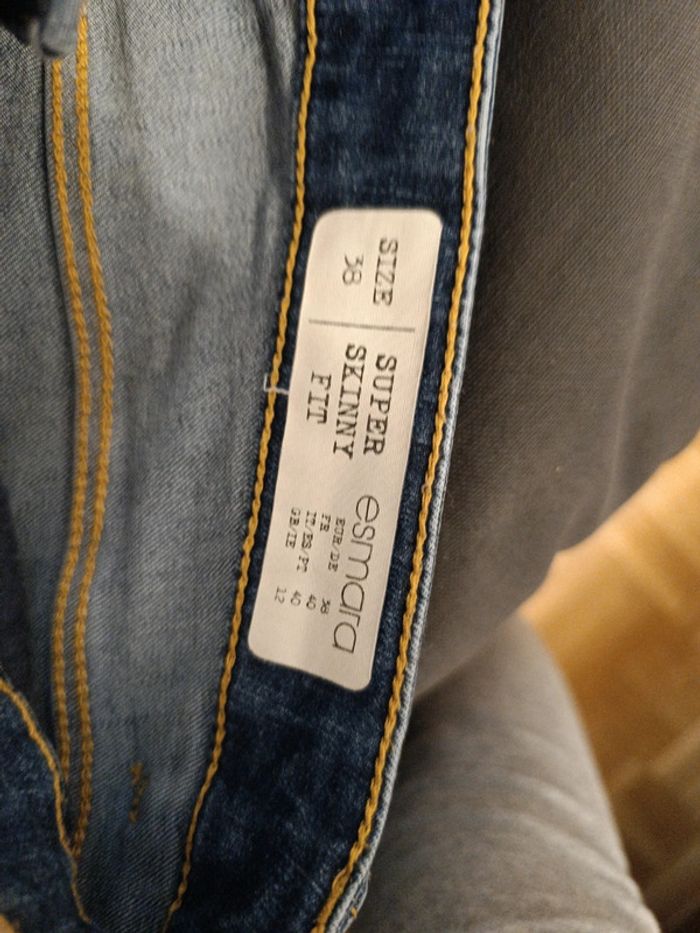 SIZE
38
SUPER
SKINNY
FIT
esmara
EUR/DE 38
FR 40
IT/ES/PT 40
GB/IE 12